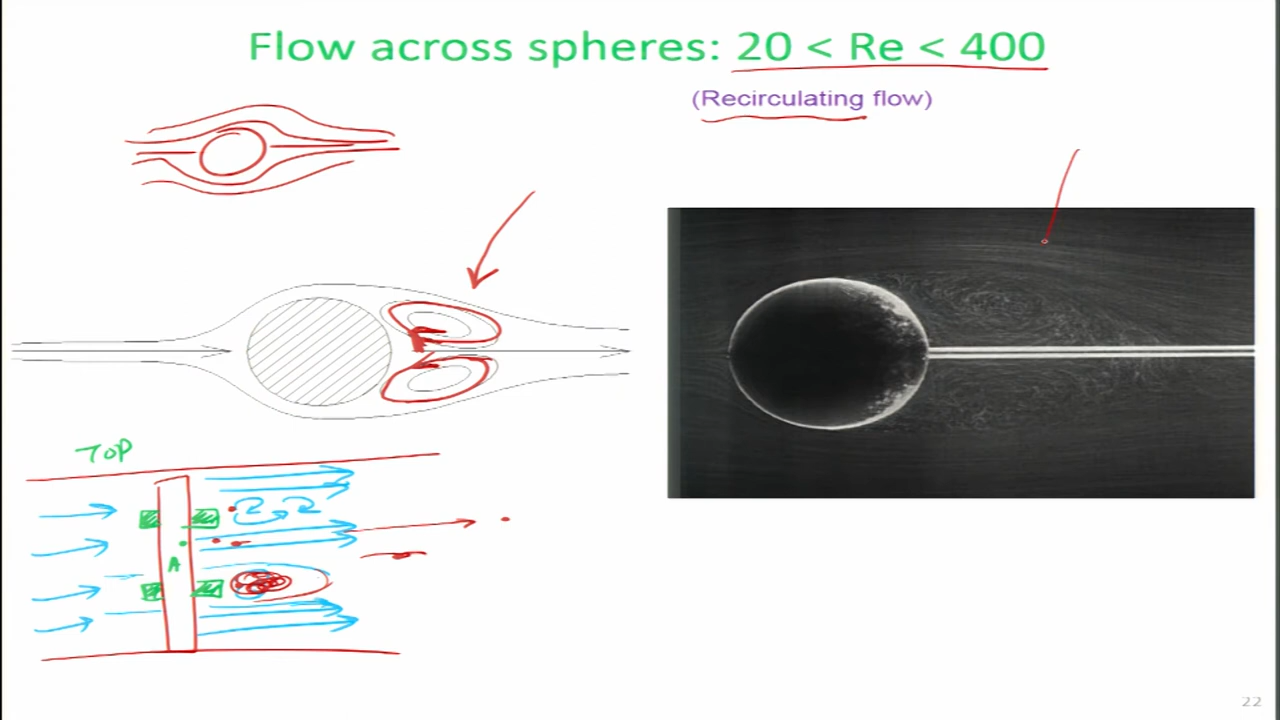 Flow across spheres: 20 < Re < 400
(Recirculating flow)
TOP
A
22